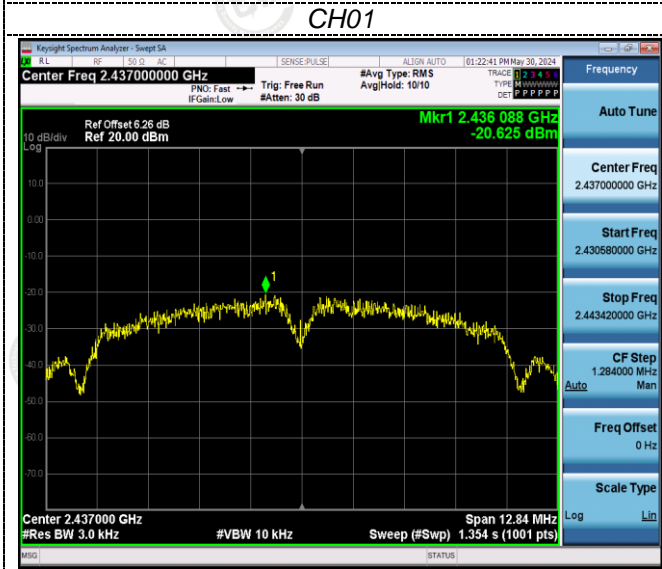 CH01
Keysight Spectrum Analyzer - Swept SA
RL RF 50 Ω AC SENSE:PULSE ALIGN AUTO 01:22:41 PM May 30, 2024
Center Freq 2.437000000 GHz
PNO: Fast
IFGain:Low
Trig: Free Run
#Atten: 30 dB
#Avg Type: RMS
Avg|Hold: 10/10
TRACE 1 2 3 4 5 6
TYPE MWWWWW
DET P P P P P P
Ref Offset 6.26 dB
Ref 20.00 dBm
10 dB/div
Log
Mkr1 2.436 088 GHz
-20.625 dBm
10.0
0.00
-10.0
-20.0
-30.0
-40.0
-50.0
-60.0
-70.0
1
Center 2.437000 GHz
#Res BW 3.0 kHz
#VBW 10 kHz
Span 12.84 MHz
Sweep (#Swp) 1.354 s (1001 pts)
MSG
STATUS
Frequency
Auto Tune
Center Freq
2.437000000 GHz
Start Freq
2.430580000 GHz
Stop Freq
2.443420000 GHz
CF Step
1.284000 MHz
Auto Man
Freq Offset
0 Hz
Scale Type
Log Lin